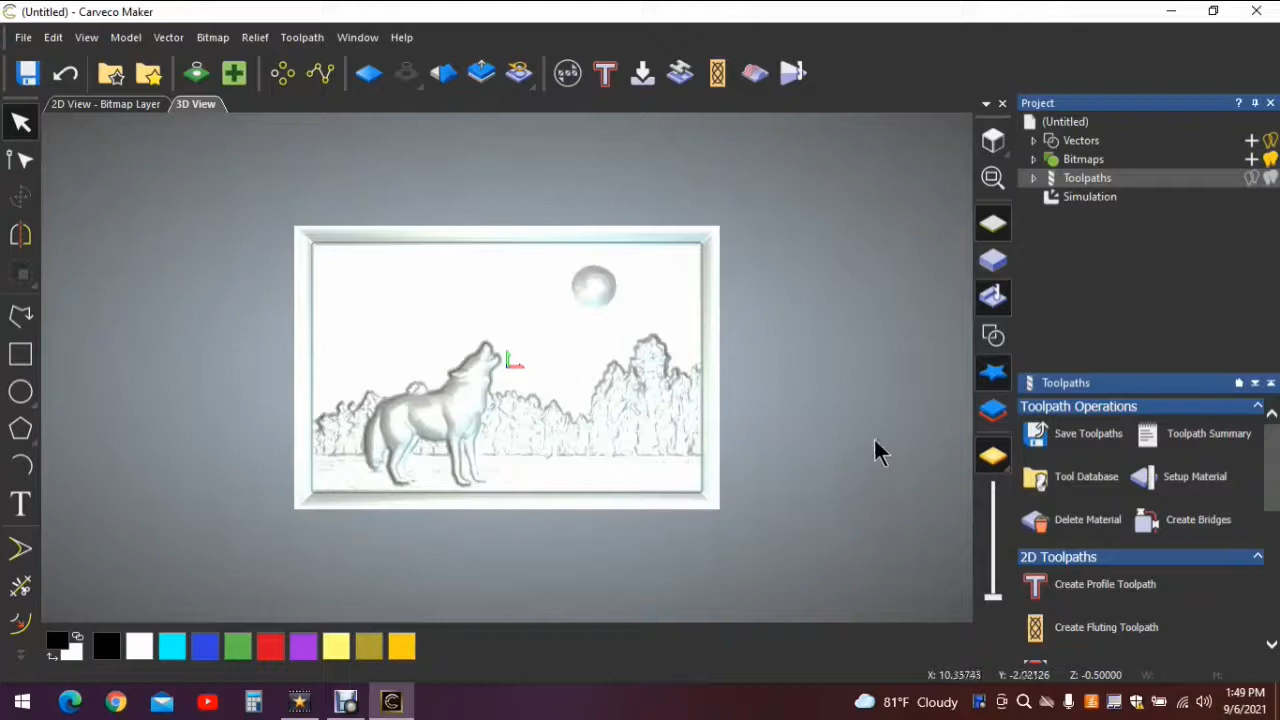 (Untitled) - Carveco Maker
File Edit View Model Vector Bitmap Relief Toolpath Window Help
2D View - Bitmap Layer 3D View
Project
(Untitled)
Vectors
Bitmaps
Toolpaths
Simulation
Toolpaths
Toolpath Operations
Save Toolpaths Toolpath Summary
Tool Database Setup Material
Delete Material Create Bridges
2D Toolpaths
Create Profile Toolpath
Create Fluting Toolpath
X: 10.35743 Y: -2.02126 Z: -0.50000 W: H:
81°F Cloudy
1:49 PM
9/6/2021